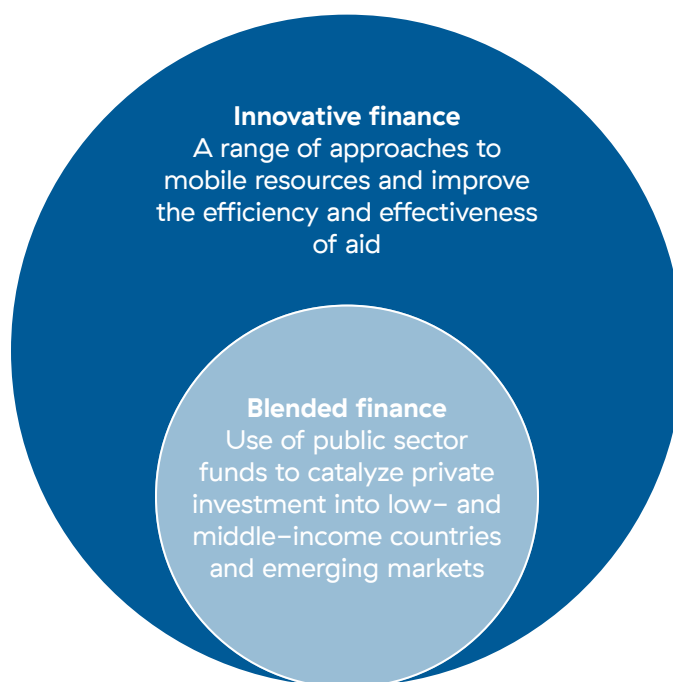 Innovative finance
A range of approaches to
mobile resources and improve
the efficiency and effectiveness
of aid
Blended finance
Use of public sector
funds to catalyze private
investment into low– and
middle–income countries
and emerging markets